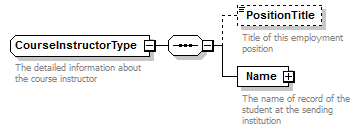 PositionTitle
Title of this employment
position
CourseInstructorType
The detailed information about
the course instructor
Name
The name of record of the
student at the sending
institution